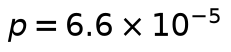 p = 6.6 × 10⁻⁵